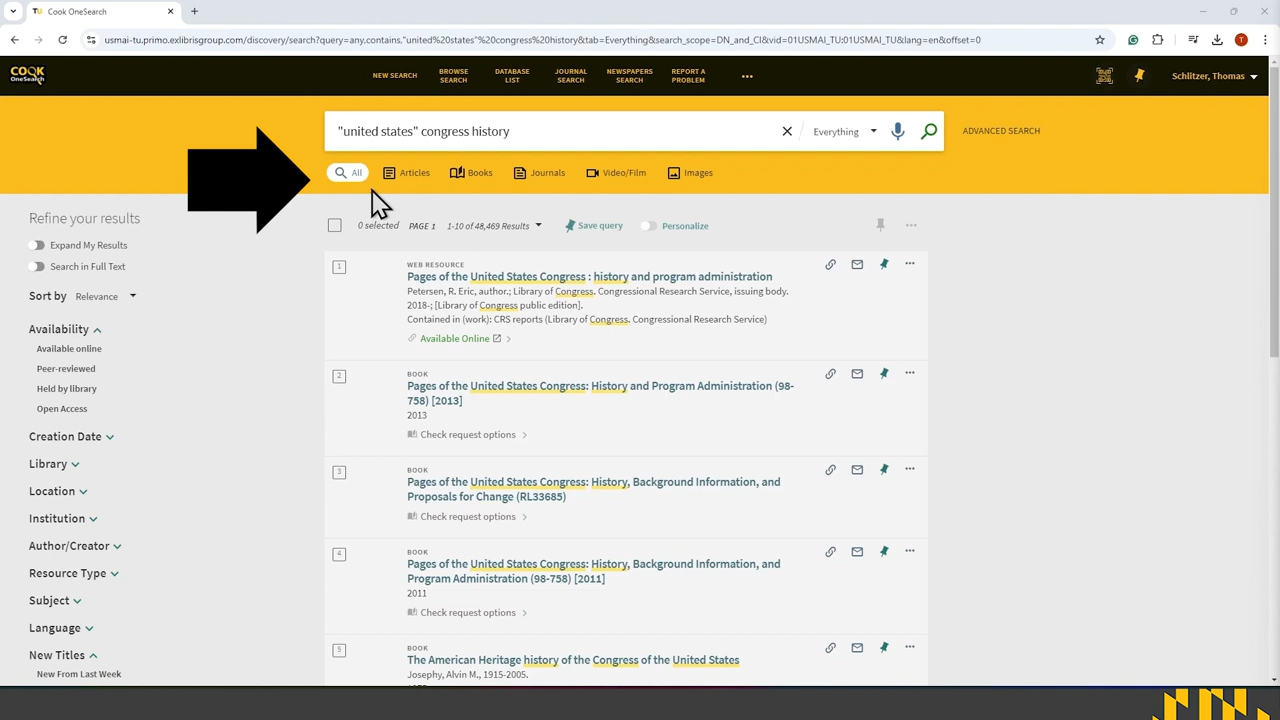 TU Cook OneSearch
usmai-tu.primo.exlibrisgroup.com/discovery/search?query=any,contains."united%20states"%20congress%20history&tab=Everything&search_scope=DN_and_CI&vid=01USMAI_TU:01USMAI_TU&lang=en&offset=0
T
COOK
OneSearch
NEW SEARCH
BROWSE
SEARCH
DATABASE
LIST
JOURNAL
SEARCH
NEWSPAPERS
SEARCH
REPORT A
PROBLEM
Schlitzer, Thomas
"united states" congress history
Everything
ADVANCED SEARCH
All
Articles
Books
Journals
Video/Film
Images
Refine your results
Expand My Results
Search in Full Text
Sort by Relevance
Availability
Available online
Peer-reviewed
Held by library
Open Access
Creation Date
Library
Location
Institution
Author/Creator
Resource Type
Subject
Language
New Titles
New From Last Week
0 selected PAGE 1 1-10 of 48,469 Results
Save query
Personalize
1
WEB RESOURCE
Pages of the United States Congress : history and program administration
Petersen, R. Eric, author.; Library of Congress. Congressional Research Service, issuing body.
2018-; [Library of Congress public edition].
Contained in (work): CRS reports (Library of Congress. Congressional Research Service)
Available Online
2
BOOK
Pages of the United States Congress: History and Program Administration (98-
758) [2013]
2013
Check request options
3
BOOK
Pages of the United States Congress: History, Background Information, and
Proposals for Change (RL33685)
Check request options
4
BOOK
Pages of the United States Congress: History, Background Information, and
Program Administration (98-758) [2011]
2011
Check request options
5
BOOK
The American Heritage history of the Congress of the United States
Josephy, Alvin M., 1915-2005.